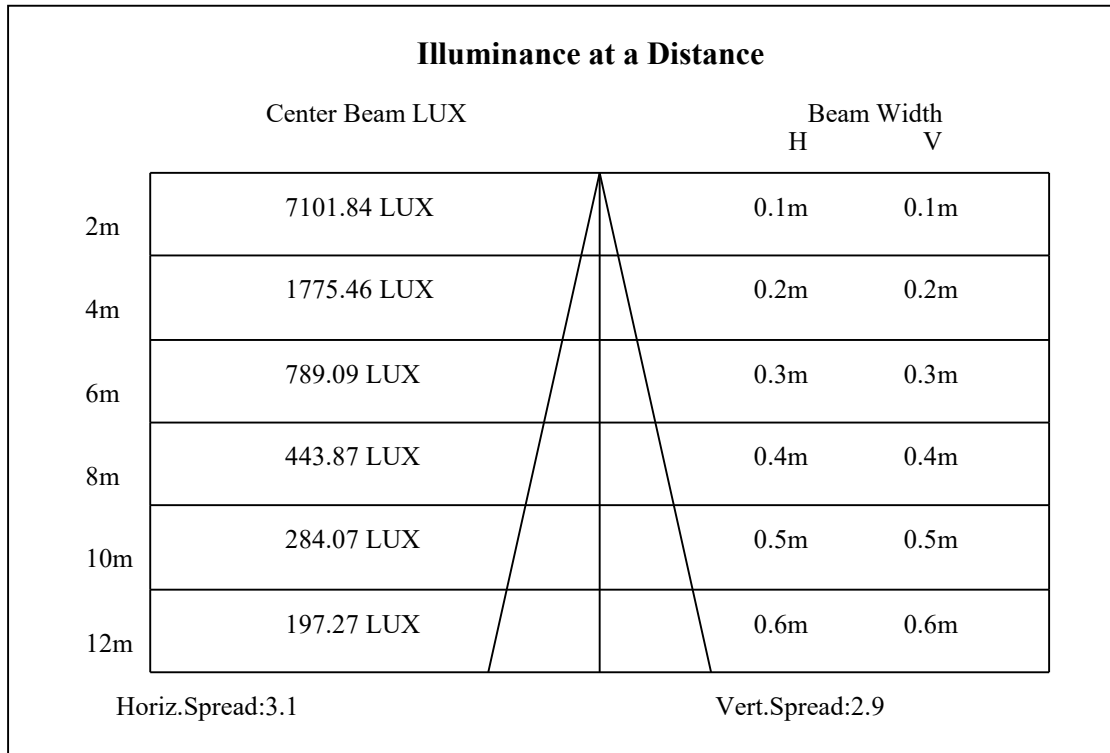 Illuminance at a Distance
Center Beam LUX Beam Width
H V
2m 7101.84 LUX 0.1m 0.1m
4m 1775.46 LUX 0.2m 0.2m
6m 789.09 LUX 0.3m 0.3m
8m 443.87 LUX 0.4m 0.4m
10m 284.07 LUX 0.5m 0.5m
12m 197.27 LUX 0.6m 0.6m
Horiz.Spread:3.1 Vert.Spread:2.9